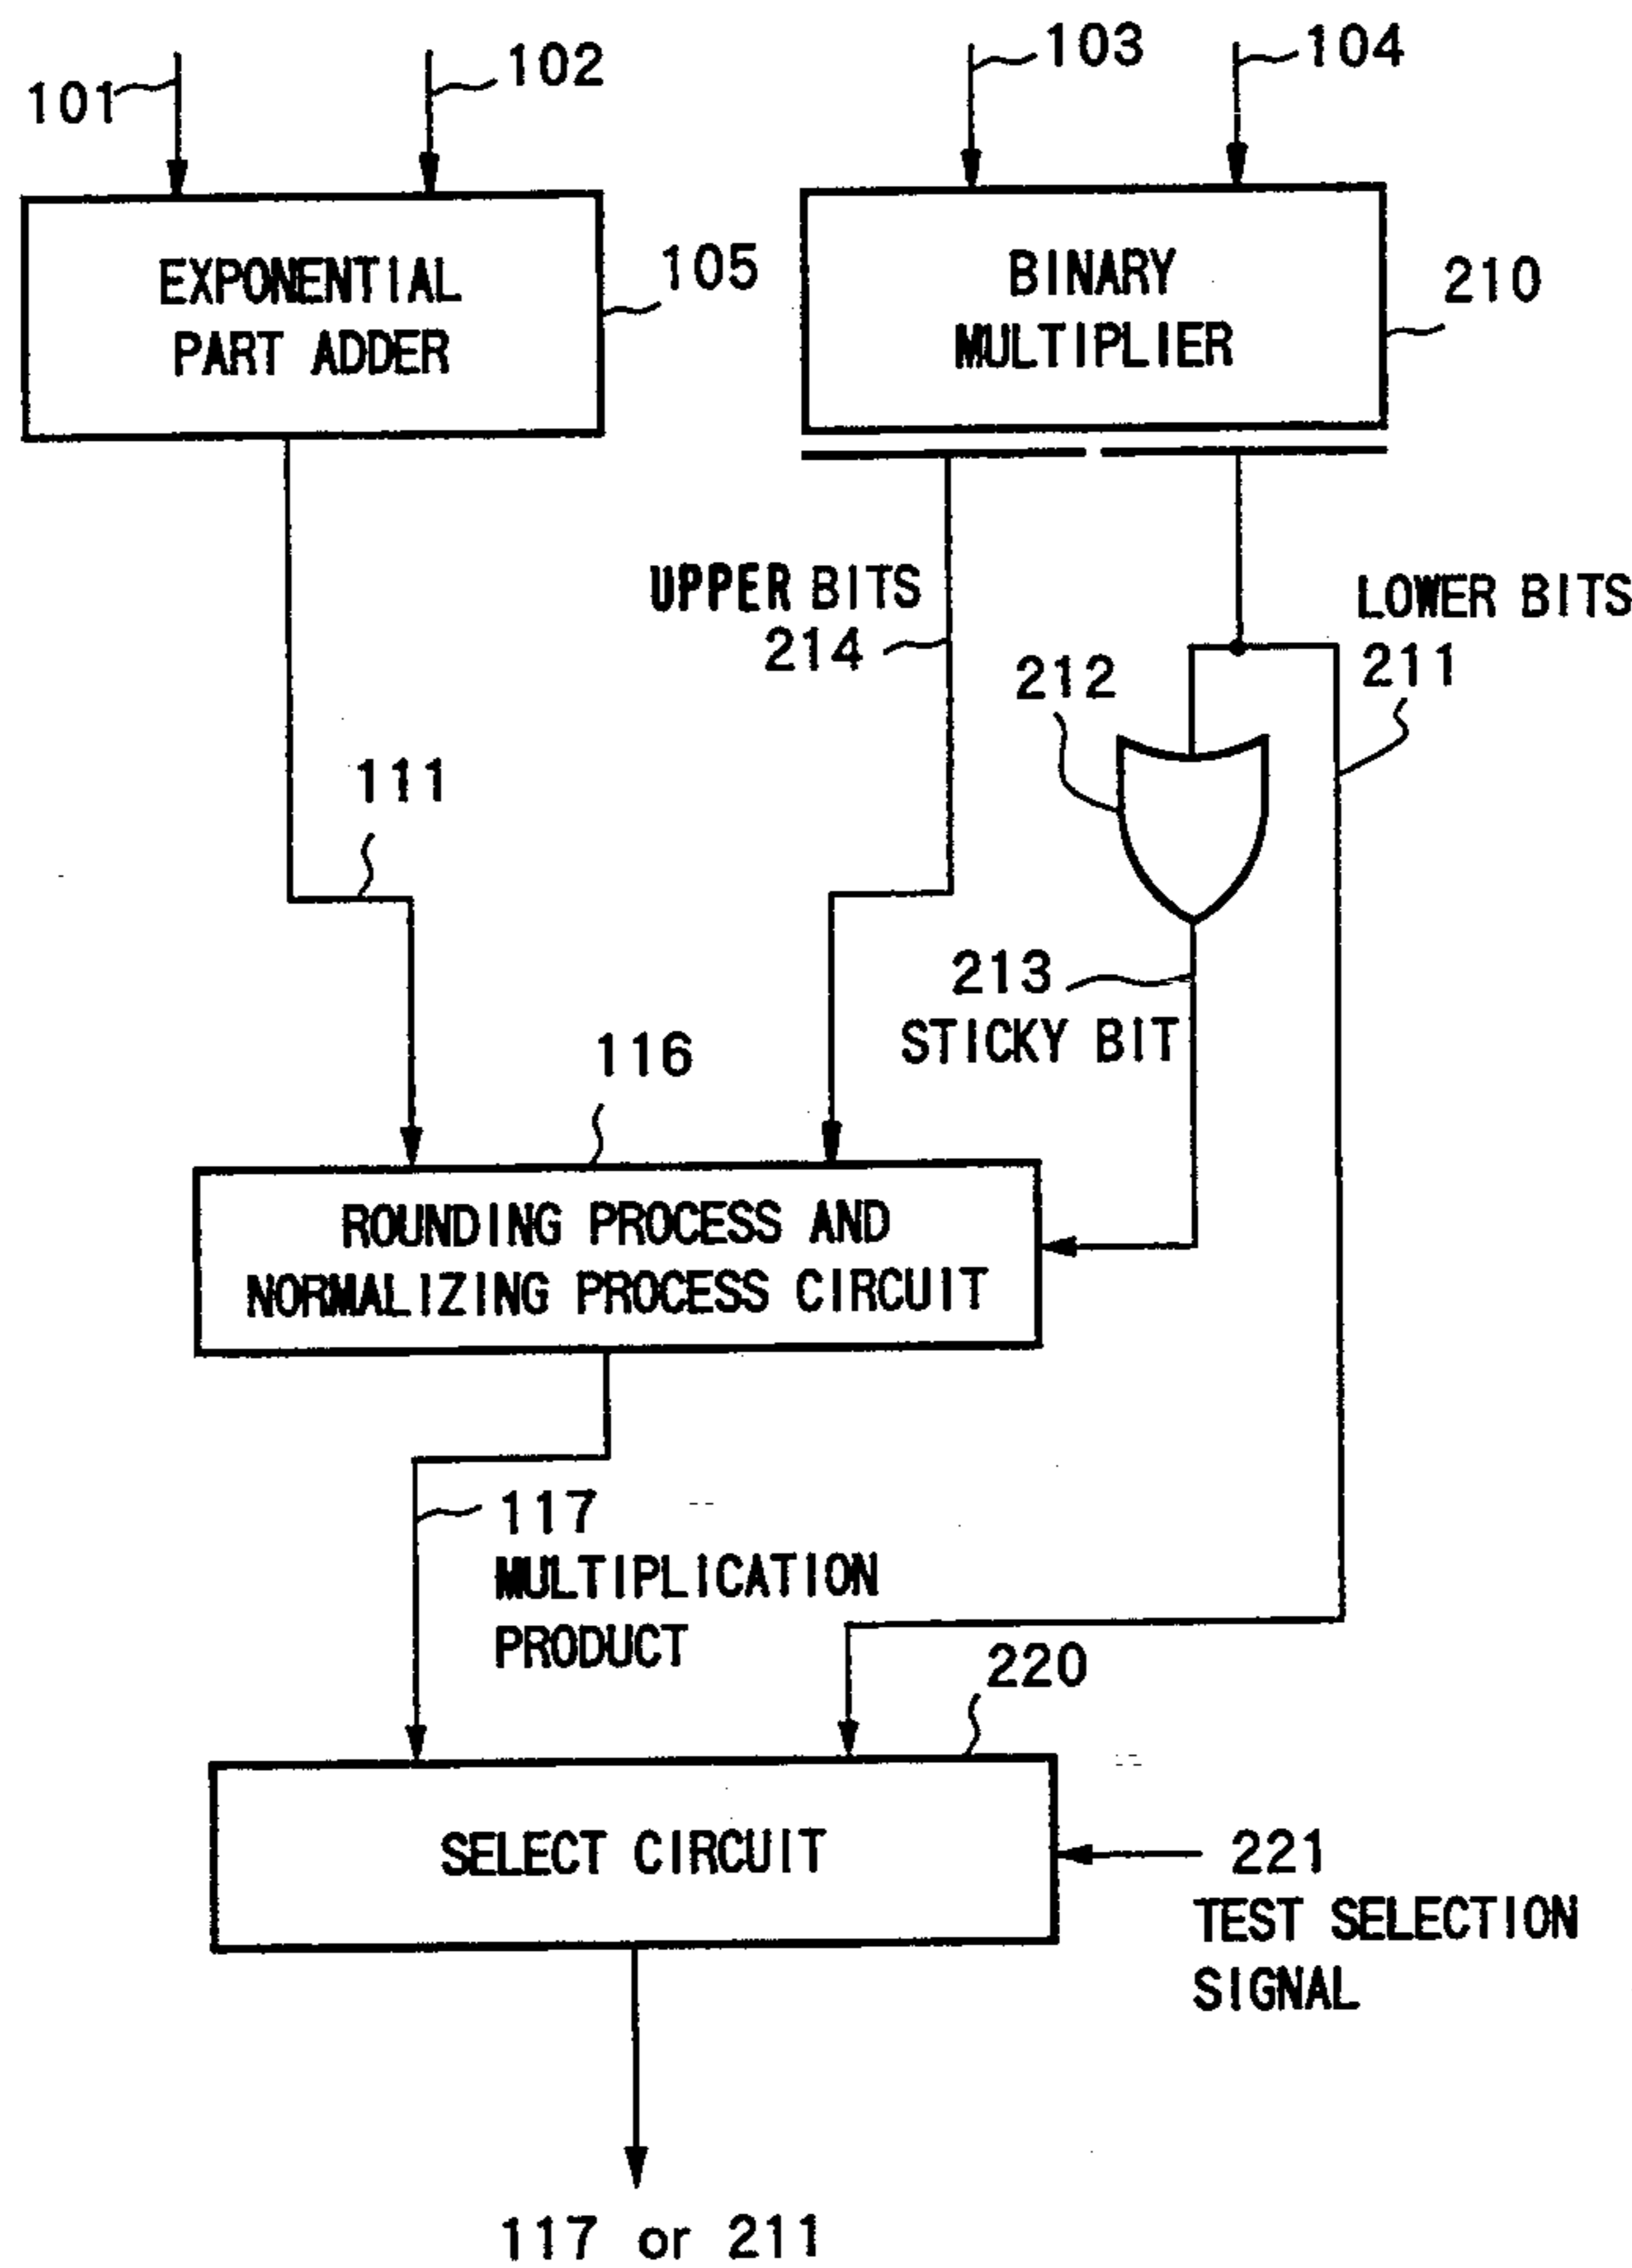 101
102
103
104
EXPONENTIAL
PART ADDER
105
BINARY
MULTIPLIER
210
UPPER BITS
214
LOWER BITS
211
212
111
213
STICKY BIT
116
ROUNDING PROCESS AND
NORMALIZING PROCESS CIRCUIT
117
MULTIPLICATION
PRODUCT
220
SELECT CIRCUIT
221
TEST SELECTION
SIGNAL
117 or 211